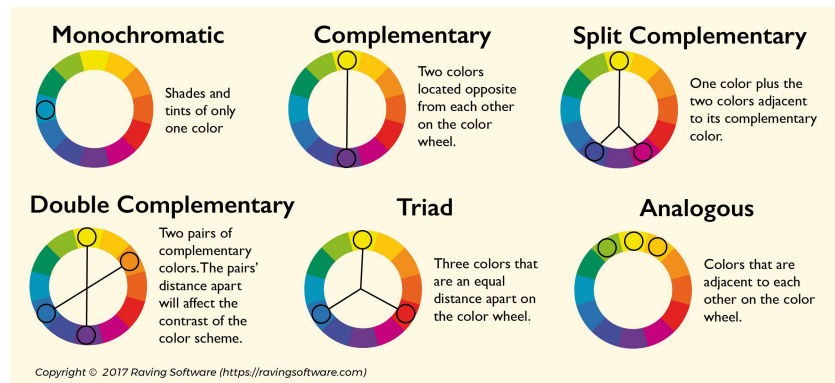 Monochromatic
Shades and
tints of only
one color
Complementary
Two colors
located opposite
from each other
on the color
wheel.
Split Complementary
One color plus the
two colors adjacent
to its complementary
color.
Double Complementary
Two pairs of
complementary
colors.The pairs'
distance apart
will affect the
contrast of the
color scheme.
Triad
Three colors that
are an equal
distance apart on
the color wheel.
Analogous
Colors that are
adjacent to each
other on the color
wheel.
Copyright © 2017 Raving Software (https://ravingsoftware.com)